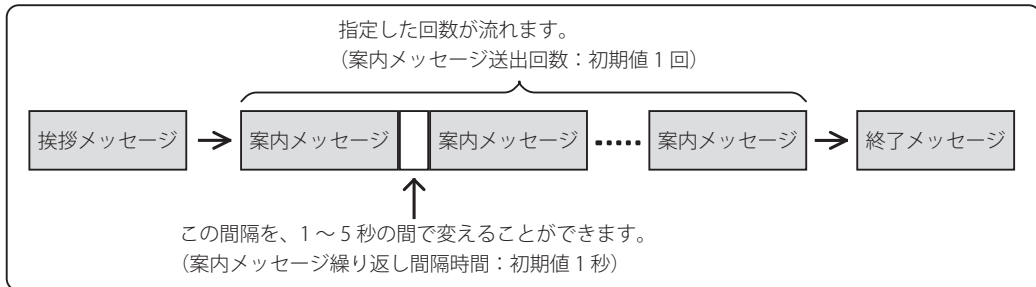 指定した回数が流れます。
（案内メッセージ送出回数：初期値 1 回）
挨拶メッセージ
案内メッセージ
案内メッセージ
案内メッセージ
終了メッセージ
この間隔を、1 ～ 5 秒の間で変えることができます。
（案内メッセージ繰り返し間隔時間：初期値 1 秒）